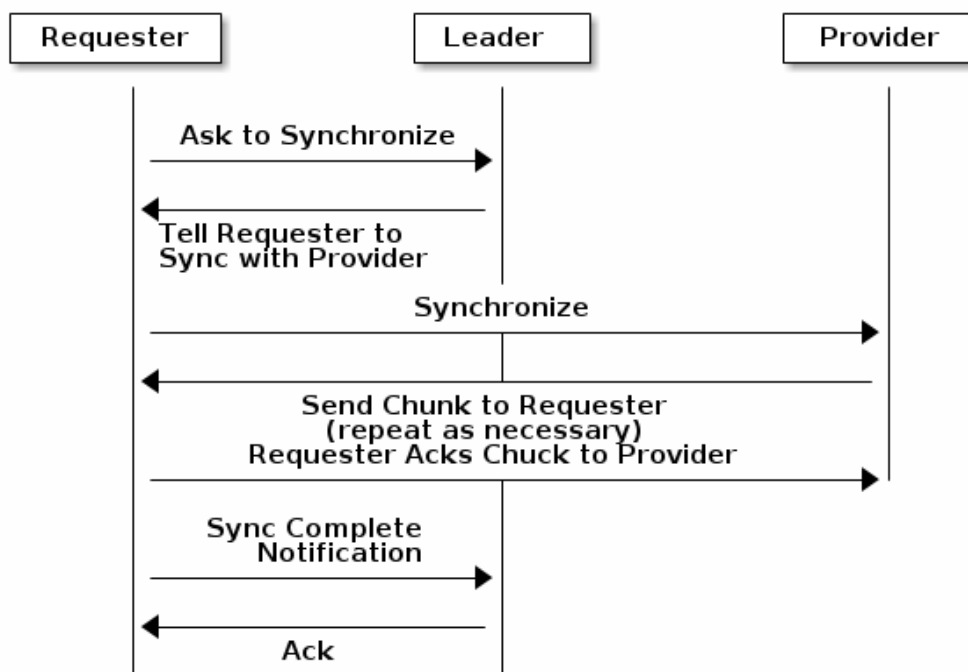 Requester
Leader
Provider
Ask to Synchronize
Tell Requester to
Sync with Provider
Synchronize
Send Chunk to Requester
(repeat as necessary)
Requester Acks Chuck to Provider
Sync Complete
Notification
Ack